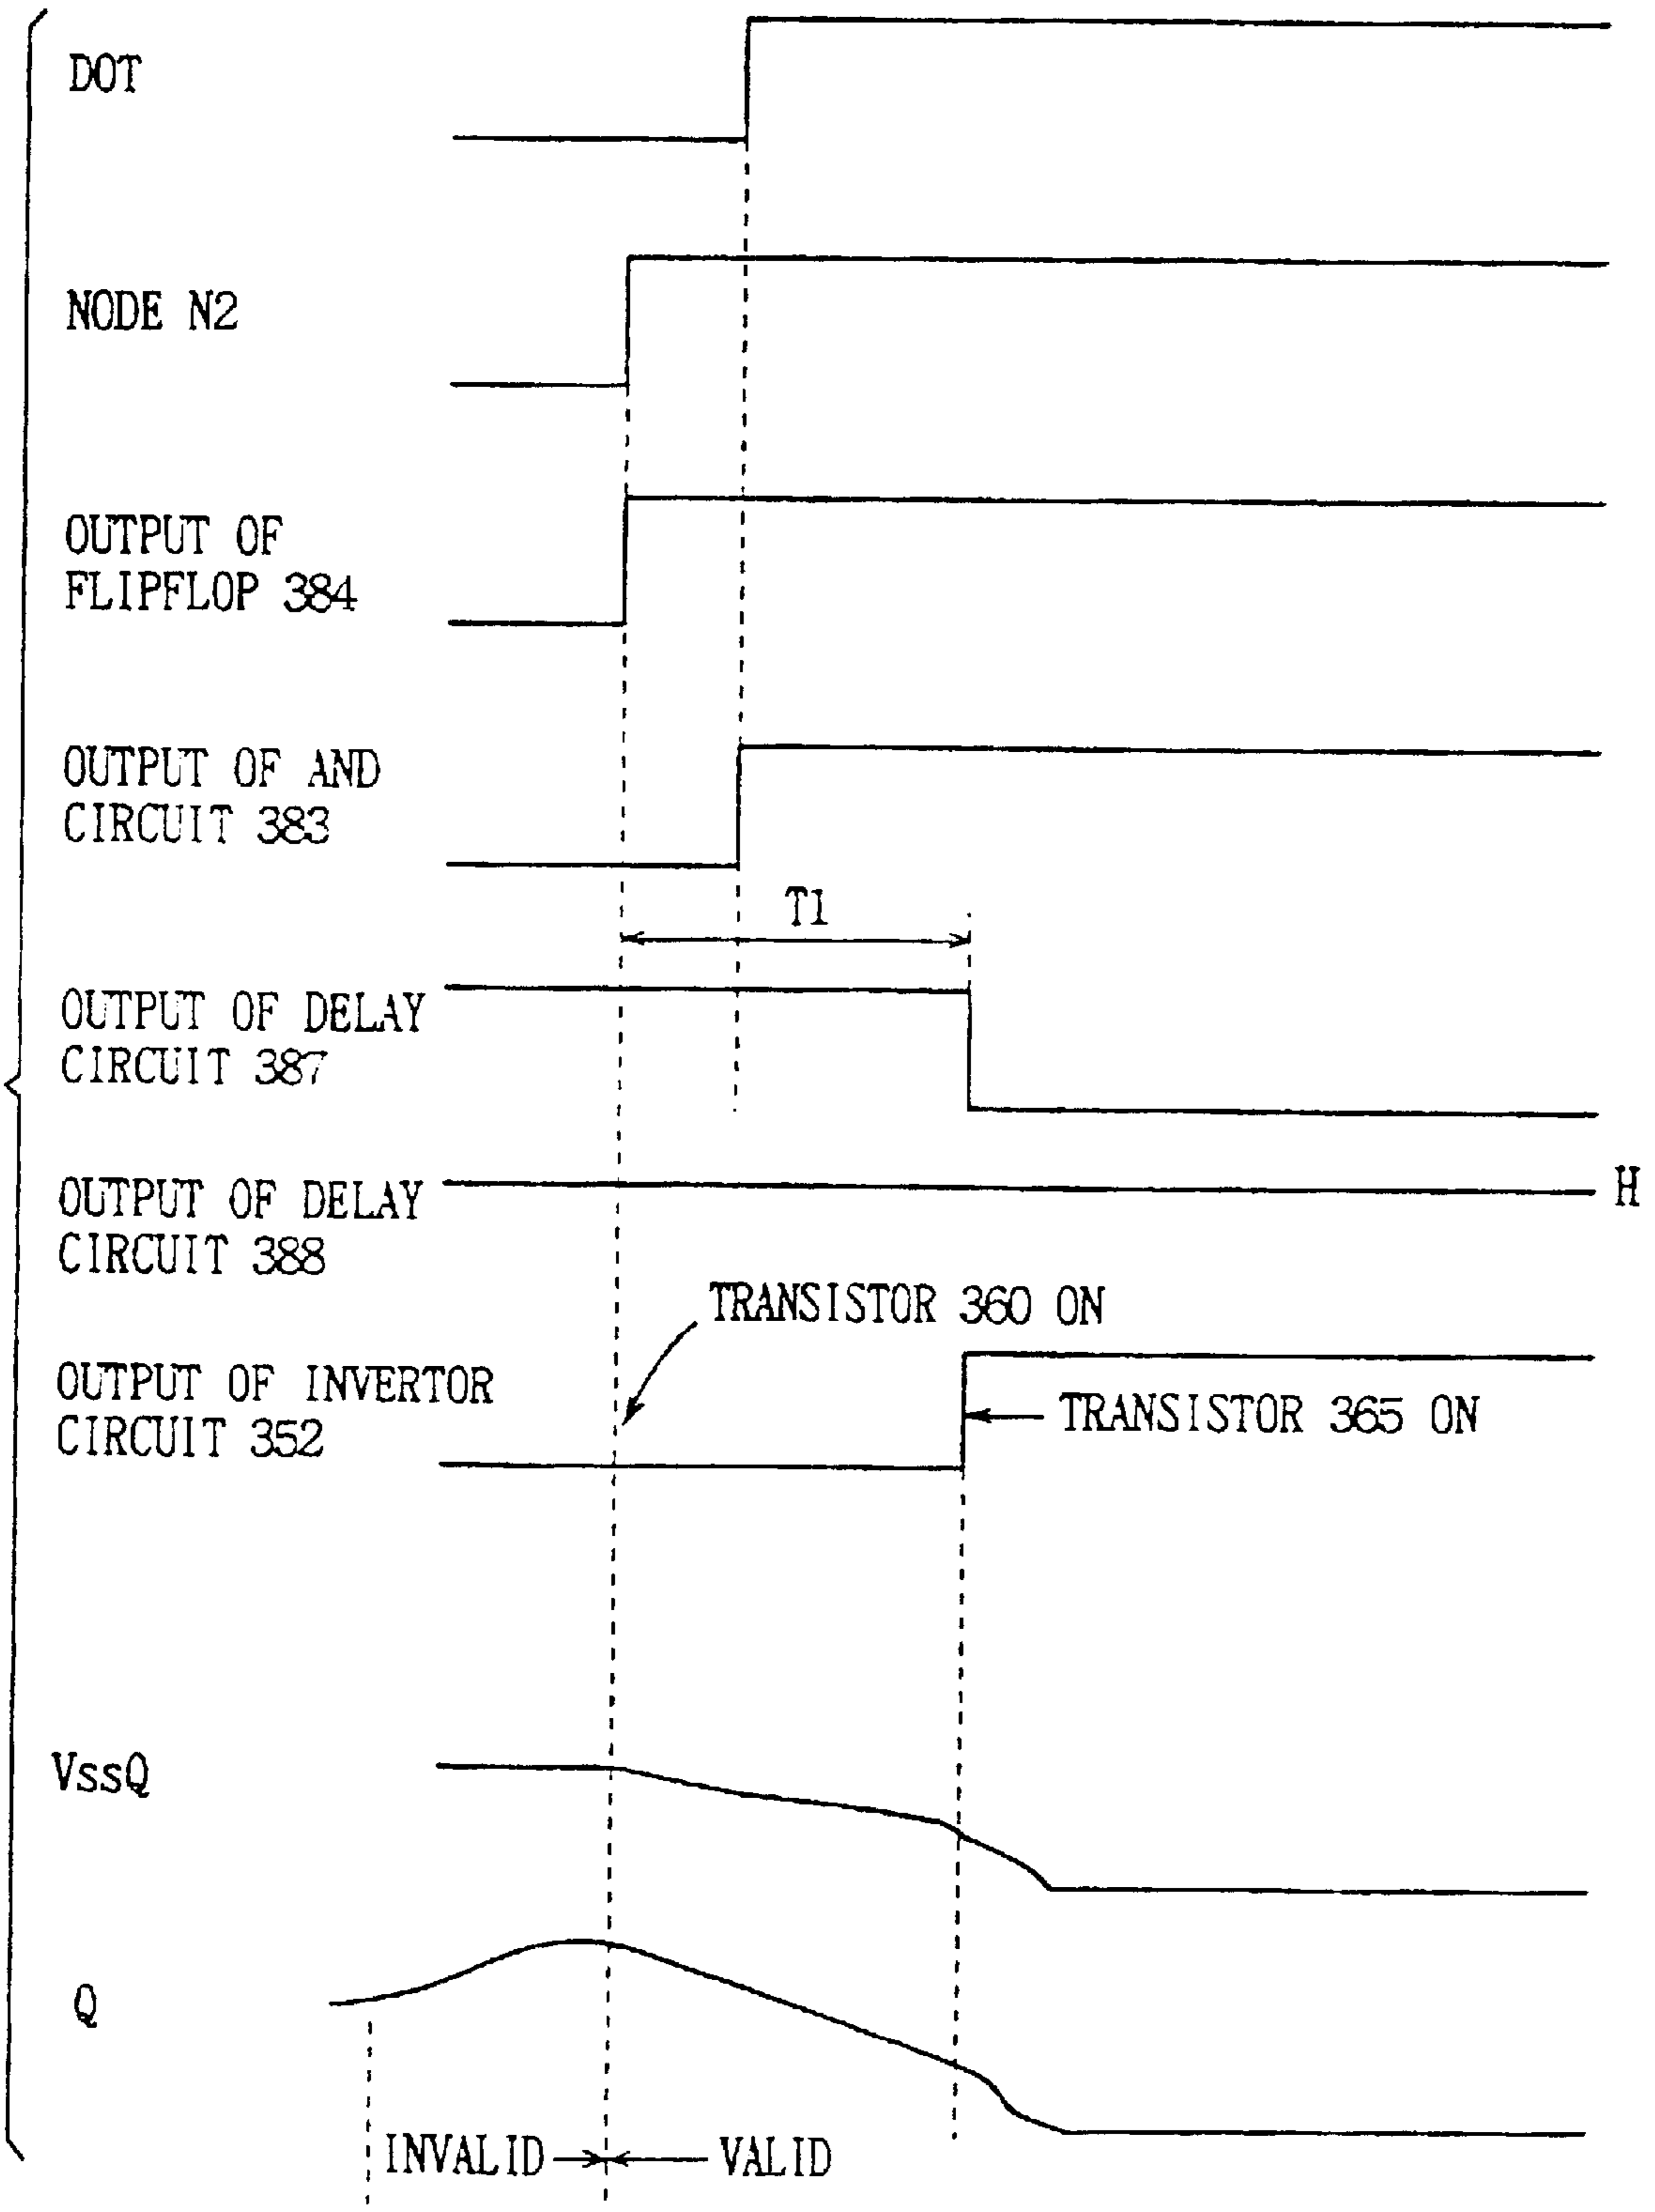 DOT
NODE N2
OUTPUT OF
FLIPFLOP 384
OUTPUT OF AND
CIRCUIT 383
T1
OUTPUT OF DELAY
CIRCUIT 387
H
OUTPUT OF DELAY
CIRCUIT 388
TRANSISTOR 360 ON
OUTPUT OF INVERTOR
CIRCUIT 352
TRANSISTOR 365 ON
VssQ
Q
INVALID
VALID